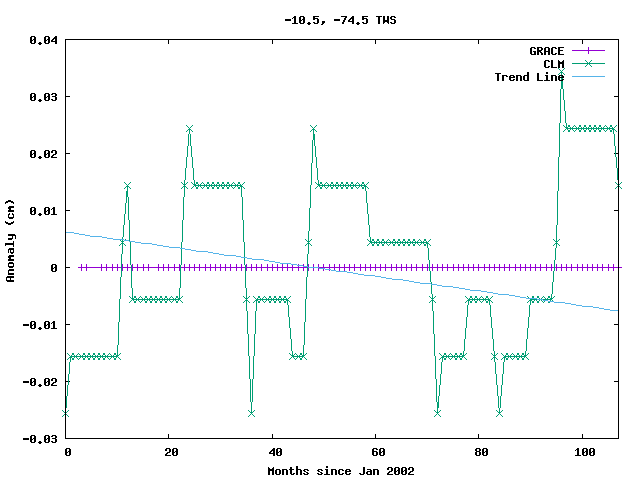 -10.5, -74.5 TWS
GRACE
CLM
Trend Line
0.04
0.03
0.02
0.01
0
-0.01
-0.02
-0.03
Anomaly (cm)
0 20 40 60 80 100
Months since Jan 2002